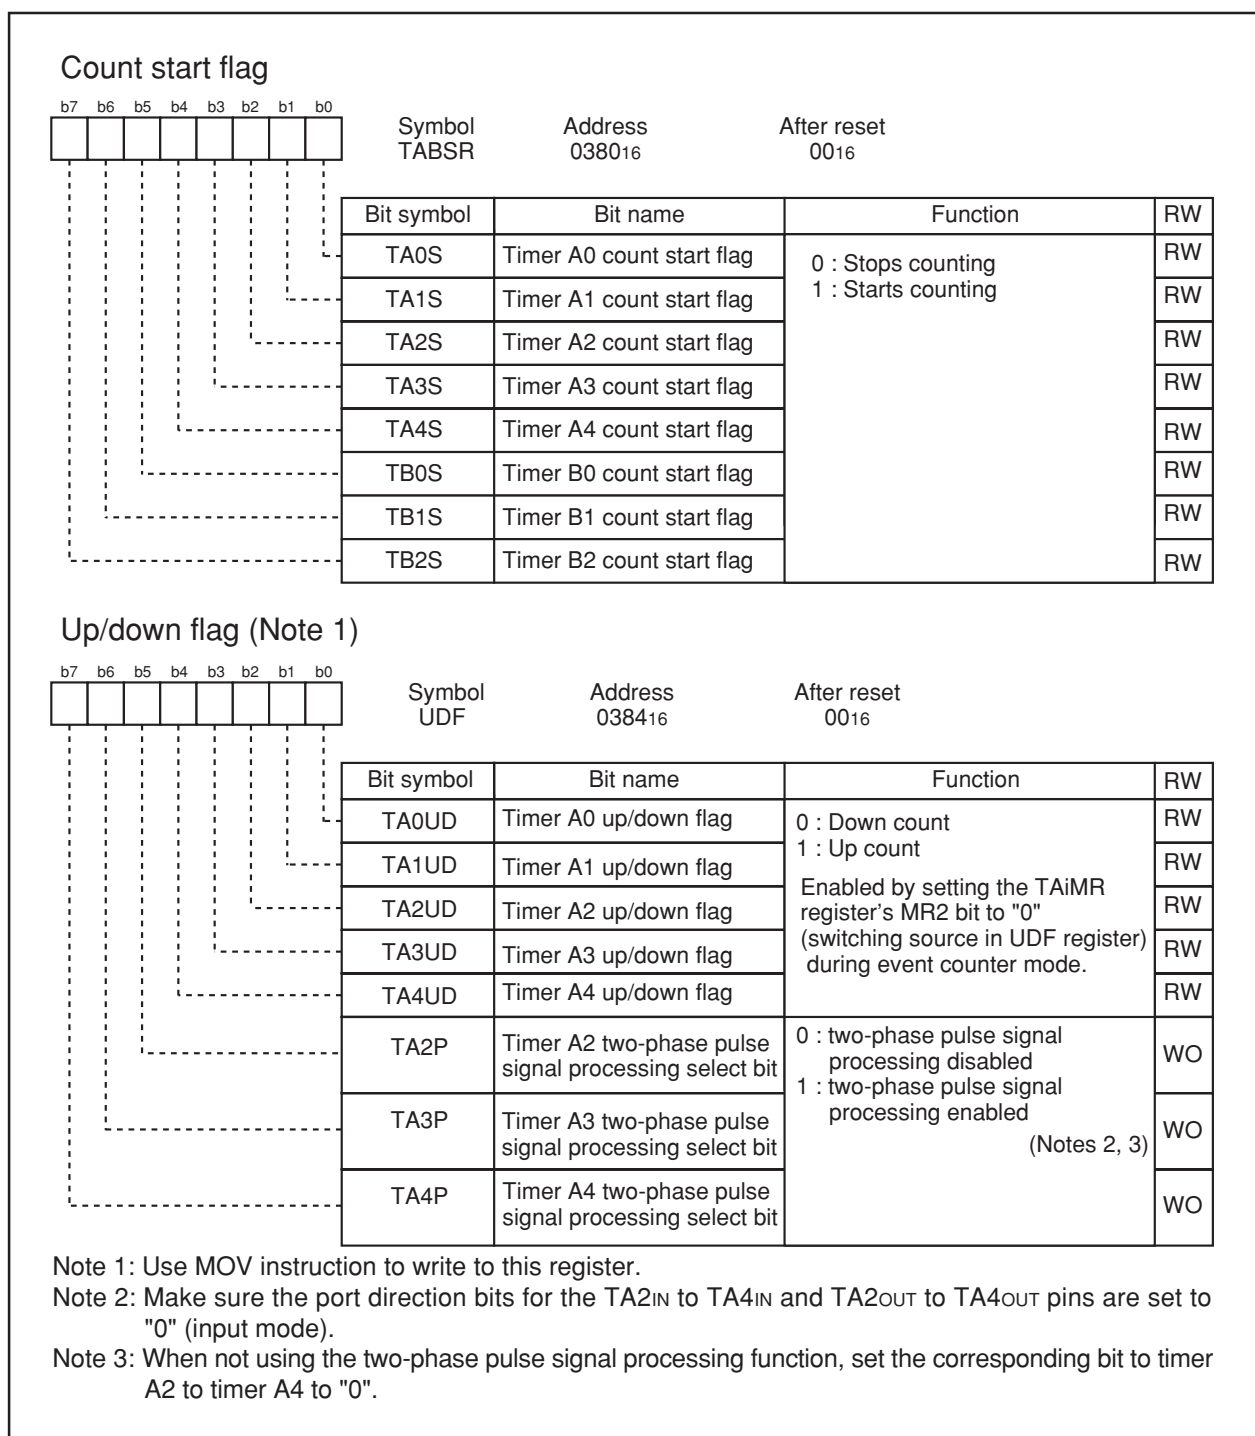 Count start flag
b7 b6 b5 b4 b3 b2 b1 b0
Symbol Address After reset
TABSR 038016 0016
Bit symbol Bit name Function RW
TA0S Timer A0 count start flag RW
0 : Stops counting
1 : Starts counting
TA1S Timer A1 count start flag RW
TA2S Timer A2 count start flag RW
TA3S Timer A3 count start flag RW
TA4S Timer A4 count start flag RW
TB0S Timer B0 count start flag RW
TB1S Timer B1 count start flag RW
TB2S Timer B2 count start flag RW
Up/down flag (Note 1)
b7 b6 b5 b4 b3 b2 b1 b0
Symbol Address After reset
UDF 038416 0016
Bit symbol Bit name Function RW
TA0UD Timer A0 up/down flag RW
0 : Down count
1 : Up count
TA1UD Timer A1 up/down flag RW
Enabled by setting the TAiMR
register's MR2 bit to "0"
(switching source in UDF register)
during event counter mode.
TA2UD Timer A2 up/down flag RW
TA3UD Timer A3 up/down flag RW
TA4UD Timer A4 up/down flag RW
TA2P Timer A2 two-phase pulse
signal processing select bit WO
0 : two-phase pulse signal
processing disabled
1 : two-phase pulse signal
processing enabled
(Notes 2, 3)
TA3P Timer A3 two-phase pulse
signal processing select bit WO
TA4P Timer A4 two-phase pulse
signal processing select bit WO
Note 1: Use MOV instruction to write to this register.
Note 2: Make sure the port direction bits for the TA2IN to TA4IN and TA2OUT to TA4OUT pins are set to
"0" (input mode).
Note 3: When not using the two-phase pulse signal processing function, set the corresponding bit to timer
A2 to timer A4 to "0".